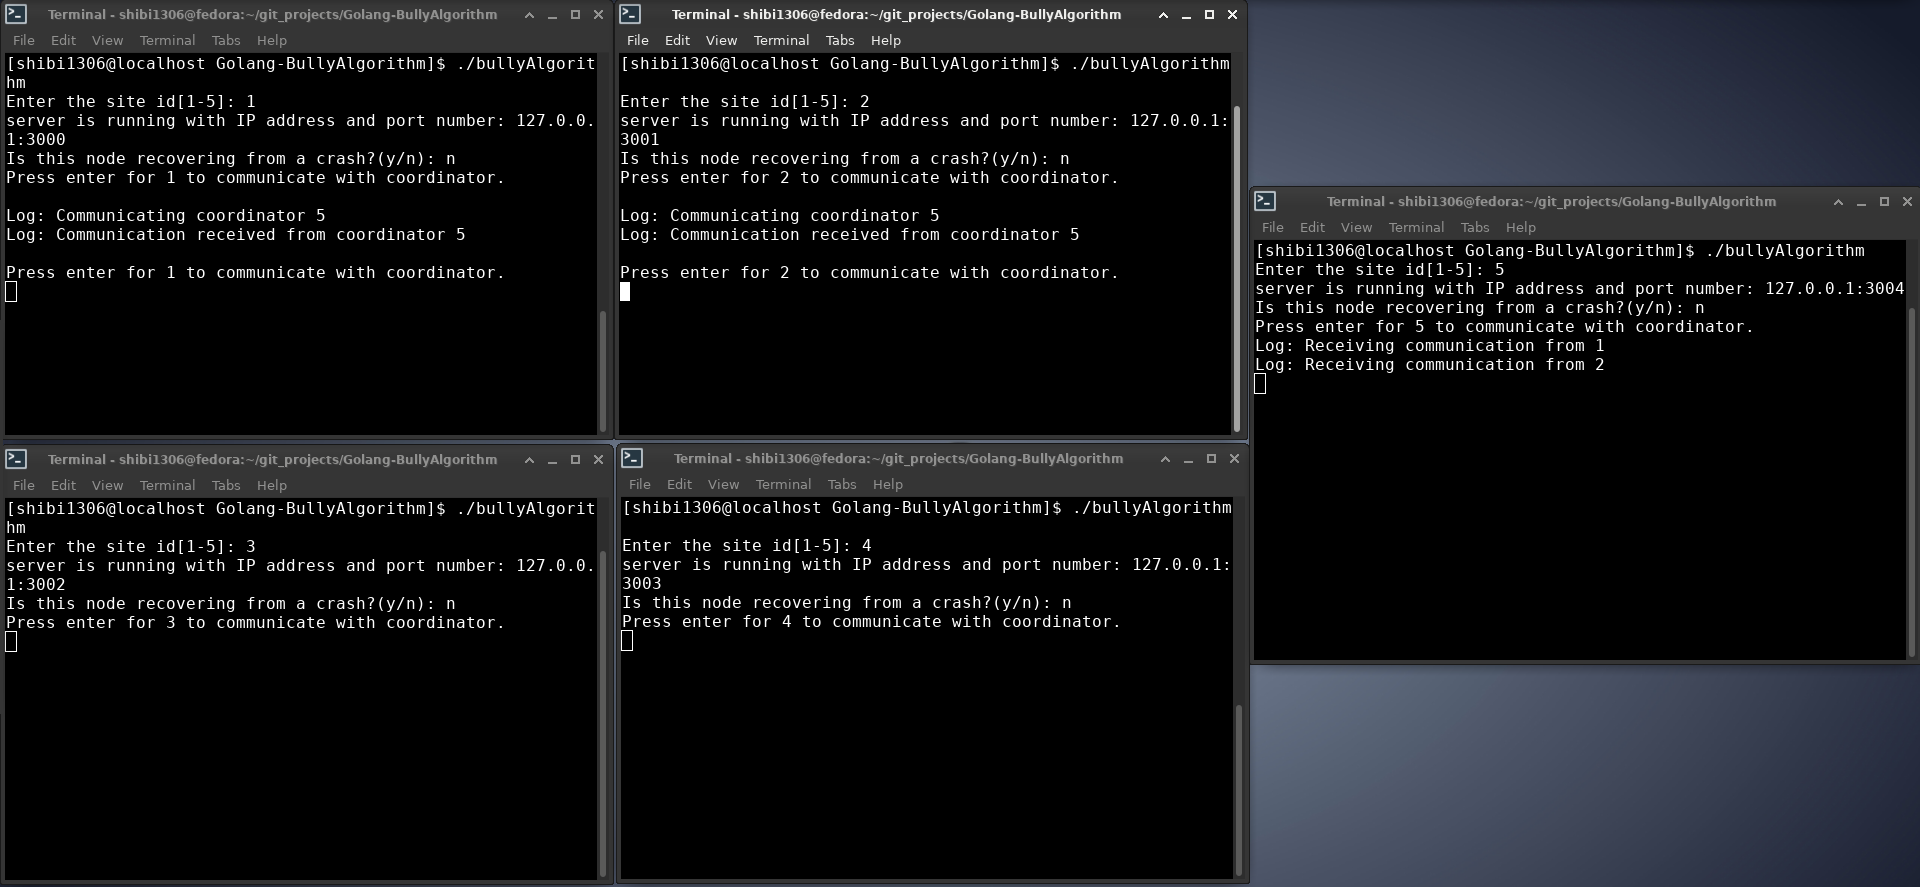 Terminal - shibi1306@fedora:~/git_projects/Golang-BullyAlgorithm
File Edit View Terminal Tabs Help
[shibi1306@localhost Golang-BullyAlgorithm]$ ./bullyAlgorit
hm
Enter the site id[1-5]: 1
server is running with IP address and port number: 127.0.0.
1:3000
Is this node recovering from a crash?(y/n): n
Press enter for 1 to communicate with coordinator.
Log: Communicating coordinator 5
Log: Communication received from coordinator 5
Press enter for 1 to communicate with coordinator.
Terminal - shibi1306@fedora:~/git_projects/Golang-BullyAlgorithm
File Edit View Terminal Tabs Help
[shibi1306@localhost Golang-BullyAlgorithm]$ ./bullyAlgorithm
Enter the site id[1-5]: 2
server is running with IP address and port number: 127.0.0.1:
3001
Is this node recovering from a crash?(y/n): n
Press enter for 2 to communicate with coordinator.
Log: Communicating coordinator 5
Log: Communication received from coordinator 5
Press enter for 2 to communicate with coordinator.
Terminal - shibi1306@fedora:~/git_projects/Golang-BullyAlgorithm
File Edit View Terminal Tabs Help
[shibi1306@localhost Golang-BullyAlgorithm]$ ./bullyAlgorithm
Enter the site id[1-5]: 5
server is running with IP address and port number: 127.0.0.1:3004
Is this node recovering from a crash?(y/n): n
Press enter for 5 to communicate with coordinator.
Log: Receiving communication from 1
Log: Receiving communication from 2
Terminal - shibi1306@fedora:~/git_projects/Golang-BullyAlgorithm
File Edit View Terminal Tabs Help
[shibi1306@localhost Golang-BullyAlgorithm]$ ./bullyAlgorit
hm
Enter the site id[1-5]: 3
server is running with IP address and port number: 127.0.0.
1:3002
Is this node recovering from a crash?(y/n): n
Press enter for 3 to communicate with coordinator.
Terminal - shibi1306@fedora:~/git_projects/Golang-BullyAlgorithm
File Edit View Terminal Tabs Help
[shibi1306@localhost Golang-BullyAlgorithm]$ ./bullyAlgorithm
Enter the site id[1-5]: 4
server is running with IP address and port number: 127.0.0.1:
3003
Is this node recovering from a crash?(y/n): n
Press enter for 4 to communicate with coordinator.